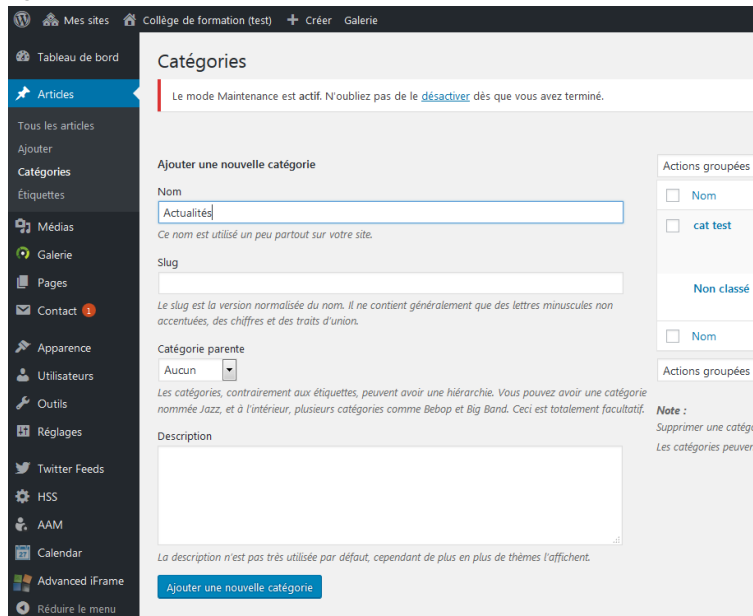 Mes sites Collège de formation (test) Créer Galerie
Tableau de bord
Articles
Tous les articles
Ajouter
Catégories
Étiquettes
Médias
Galerie
Pages
Contact 1
Apparence
Utilisateurs
Outils
Réglages
Twitter Feeds
HSS
AAM
27 Calendar
Advanced iFrame
Réduire le menu
Catégories
Le mode Maintenance est actif. N'oubliez pas de le désactiver dès que vous avez terminé.
Ajouter une nouvelle catégorie
Nom
Actualités
Ce nom est utilisé un peu partout sur votre site.
Slug
Le slug est la version normalisée du nom. Il ne contient généralement que des lettres minuscules non
accentuées, des chiffres et des traits d'union.
Catégorie parente
Aucun
Les catégories, contrairement aux étiquettes, peuvent avoir une hiérarchie. Vous pouvez avoir une catégorie
nommée Jazz, et à l'intérieur, plusieurs catégories comme Bebop et Big Band. Ceci est totalement facultatif.
Description
La description n'est pas très utilisée par défaut, cependant de plus en plus de thèmes l'affichent.
Ajouter une nouvelle catégorie
Actions groupées
Nom
cat test
Non classé
Nom
Actions groupées
Note :
Supprimer une catég
Les catégories peuve